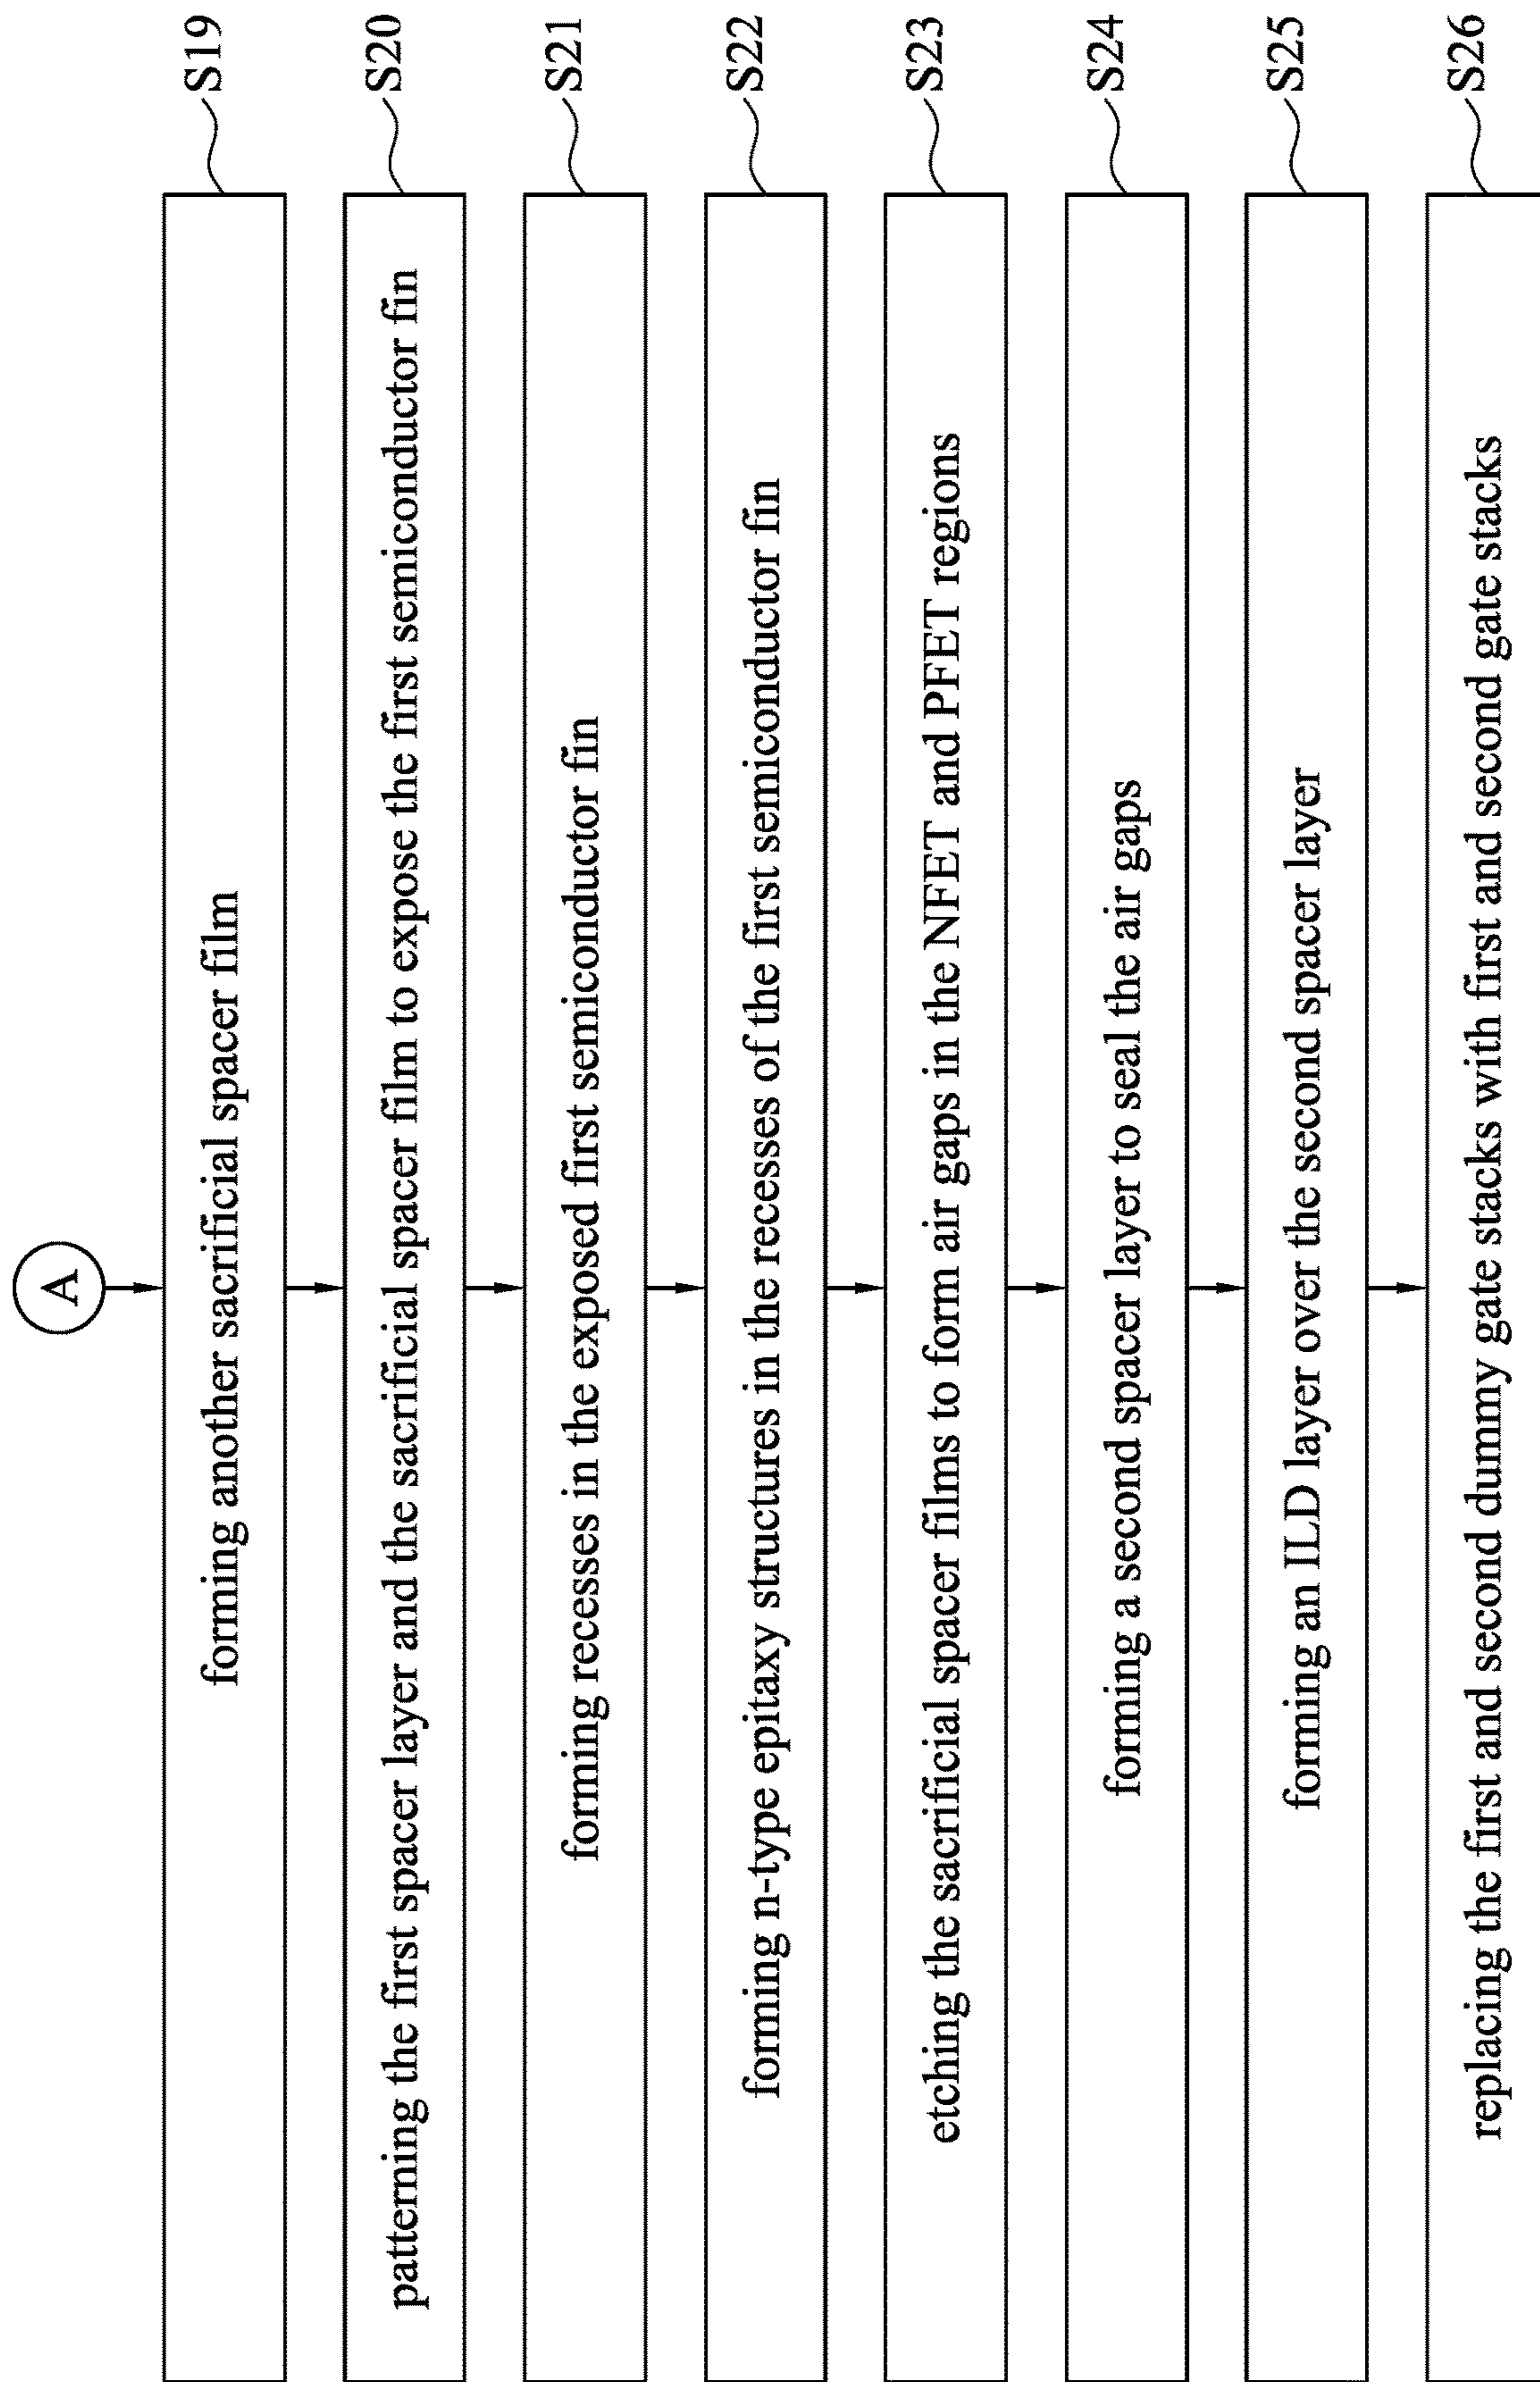 A
forming another sacrificial spacer film
S19
patterning the first spacer layer and the sacrificial spacer film to expose the first semiconductor fin
S20
forming recesses in the exposed first semiconductor fin
S21
forming n-type epitaxy structures in the recesses of the first semiconductor fin
S22
etching the sacrificial spacer films to form air gaps in the NFET and PFET regions
S23
forming a second spacer layer to seal the air gaps
S24
forming an ILD layer over the second spacer layer
S25
replacing the first and second dummy gate stacks with first and second gate stacks
S26